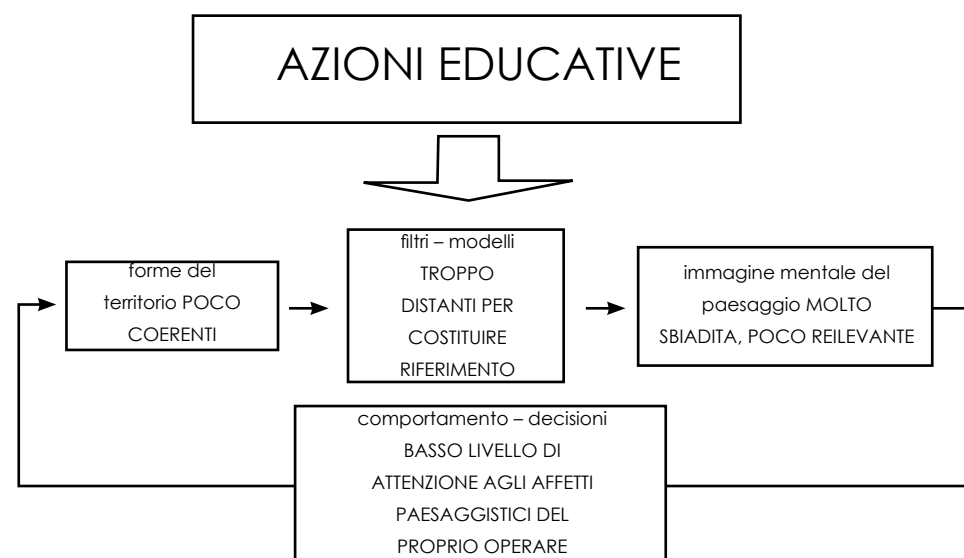 AZIONI EDUCATIVE
forme del
territorio POCO
COERENTI
filtri – modelli
TROPPO
DISTANTI PER
COSTITUIRE
RIFERIMENTO
immagine mentale del
paesaggio MOLTO
SBIADITA, POCO REILEVANTE
comportamento – decisioni
BASSO LIVELLO DI
ATTENZIONE AGLI AFFETTI
PAESAGGISTICI DEL
PROPRIO OPERARE